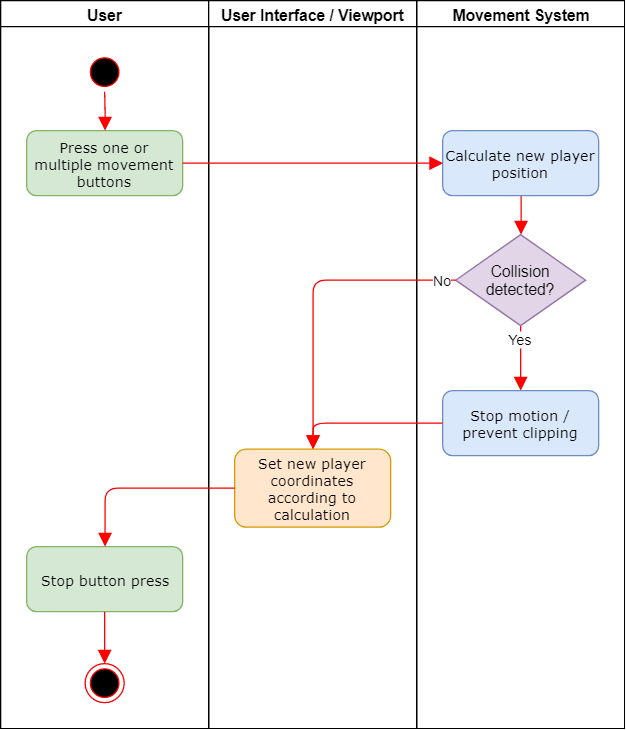 User
User Interface / Viewport
Movement System
Press one or
multiple movement
buttons
Calculate new player
position
Collision
detected?
No
Yes
Stop motion /
prevent clipping
Set new player
coordinates
according to
calculation
Stop button press